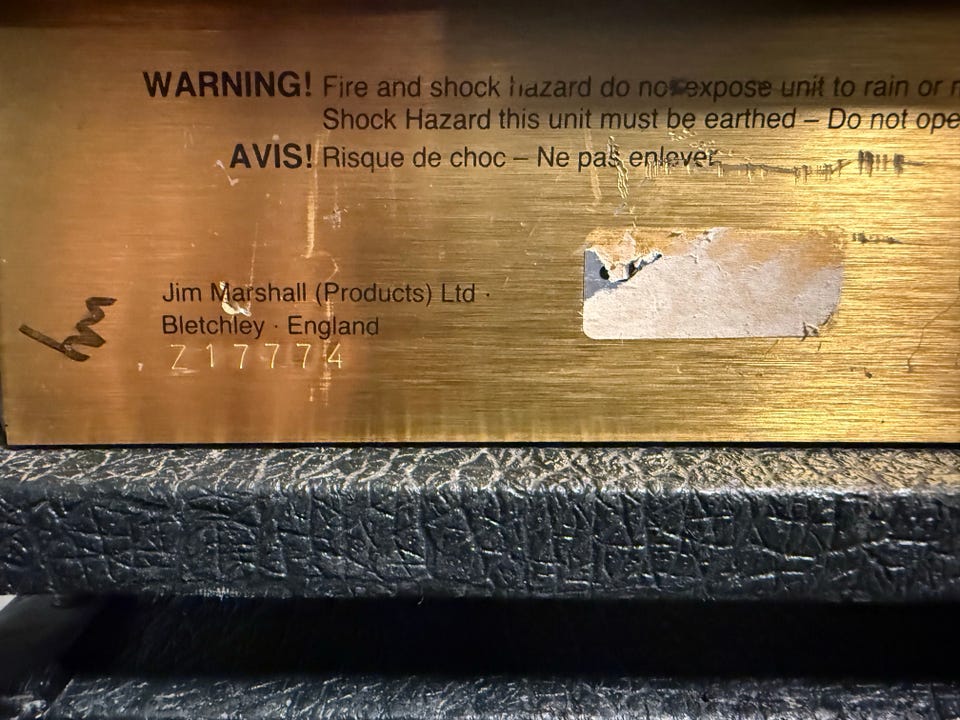 WARNING! Fire and shock hazard do not expose unit to rain or
Shock Hazard this unit must be earthed – Do not ope
AVIS! Risque de choc – Ne pas enlever
Jim Marshall (Products) Ltd ·
Bletchley · England
Z17774